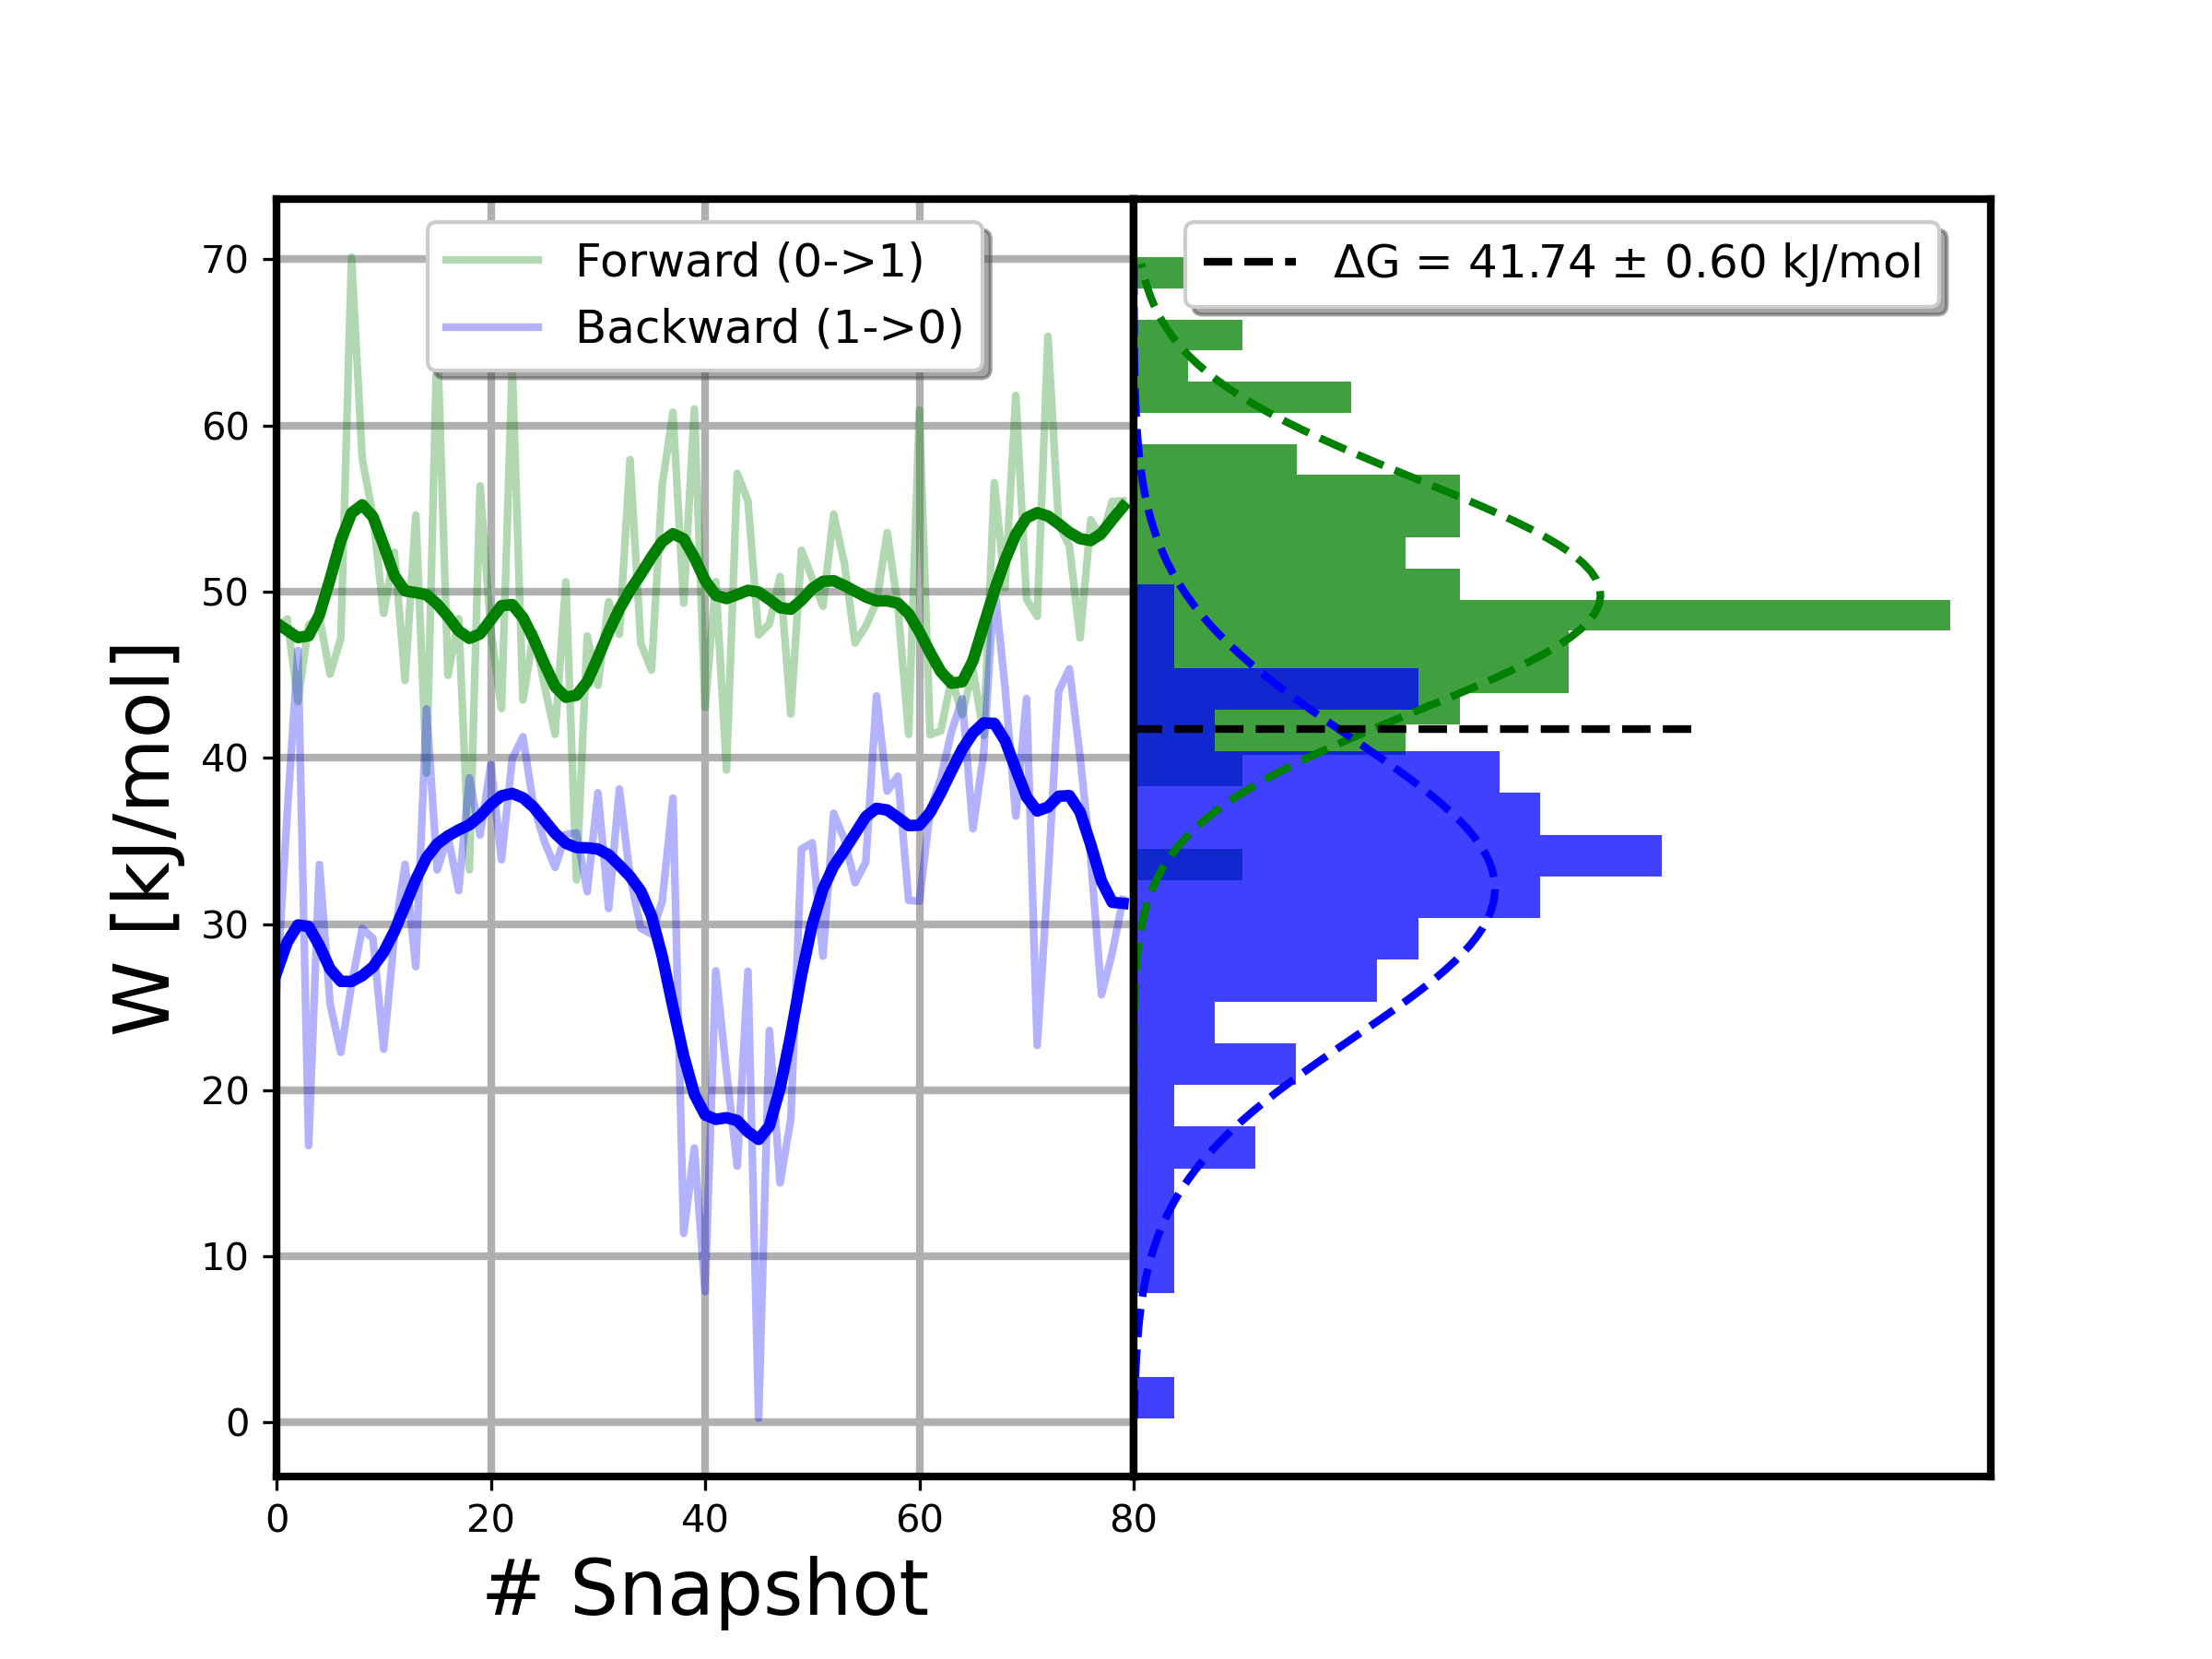 Forward (0->1)
Backward (1->0)
ΔG = 41.74 ± 0.60 kJ/mol
W [kJ/mol]
70
60
50
40
30
20
10
0
0 20 40 60 80
# Snapshot